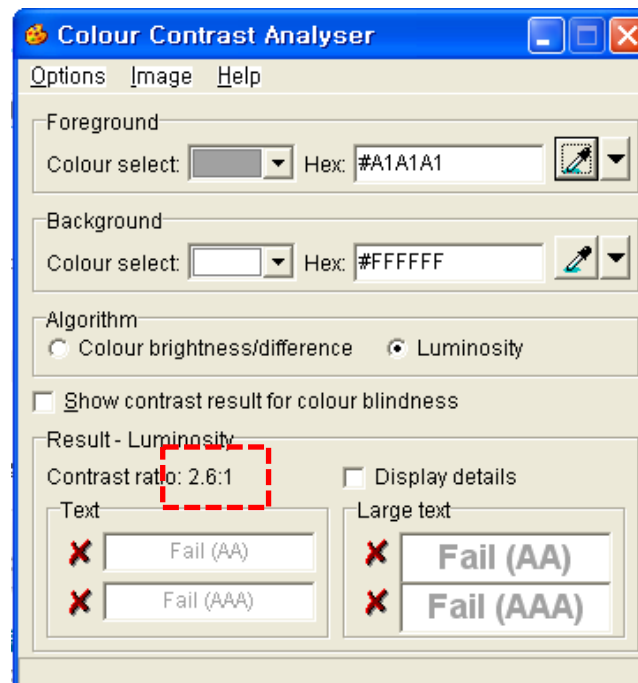 Colour Contrast Analyser
Options Image Help
Foreground
Colour select: Hex: #A1A1A1
Background
Colour select: Hex: #FFFFFF
Algorithm
Colour brightness/difference Luminosity
Show contrast result for colour blindness
Result - Luminosity
Contrast ratio: 2.6:1 Display details
Text Large text
Fail (AA) Fail (AA)
Fail (AAA) Fail (AAA)